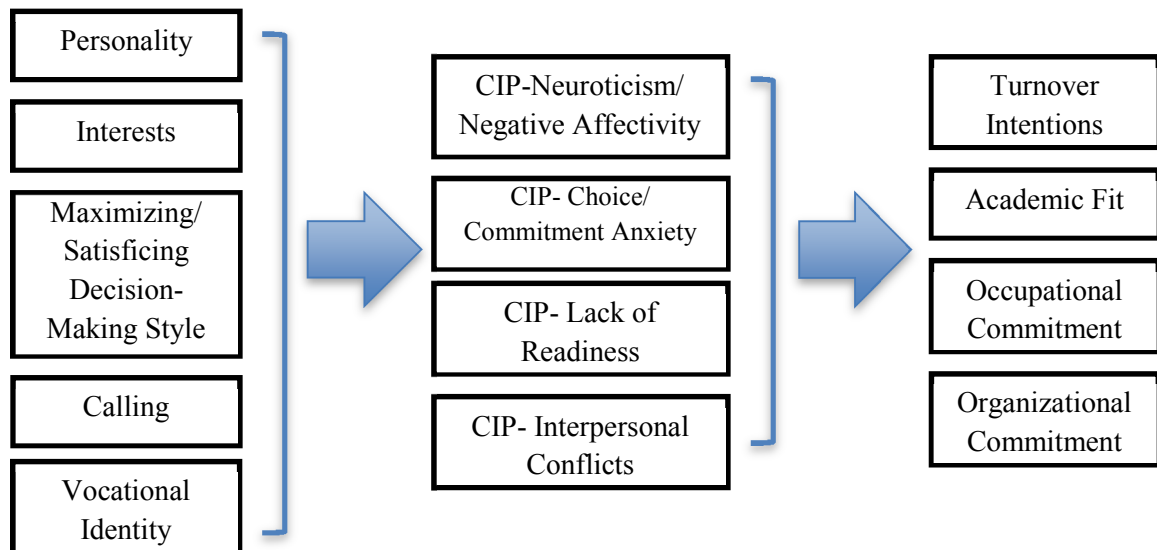 Personality
Interests
Maximizing/
Satisficing
Decision-
Making Style
Calling
Vocational
Identity
CIP-Neuroticism/
Negative Affectivity
CIP- Choice/
Commitment Anxiety
CIP- Lack of
Readiness
CIP- Interpersonal
Conflicts
Turnover
Intentions
Academic Fit
Occupational
Commitment
Organizational
Commitment